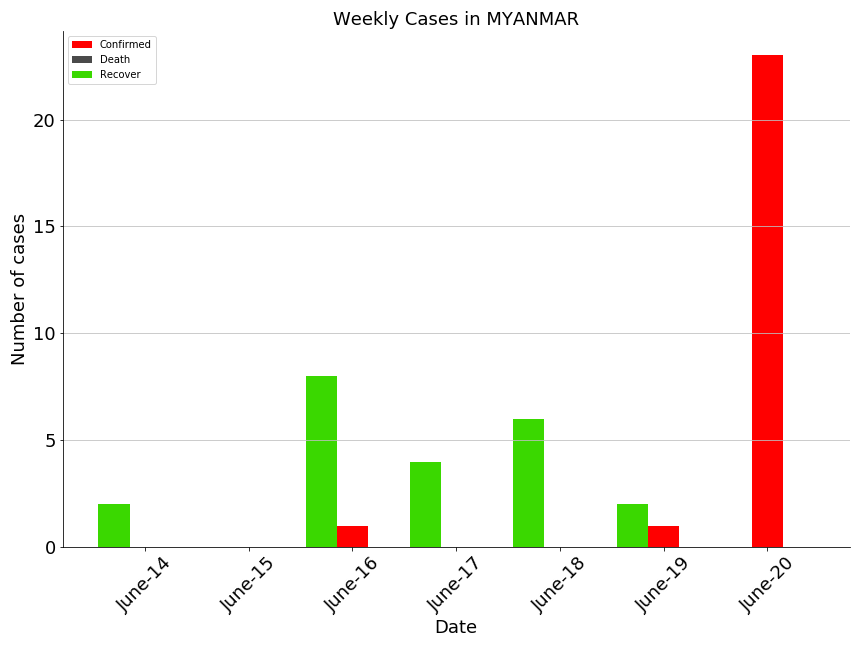 Weekly Cases in MYANMAR
Confirmed
Death
Recover
Number of cases
20
15
10
5
0
June-14
June-15
June-16
June-17
June-18
June-19
June-20
Date